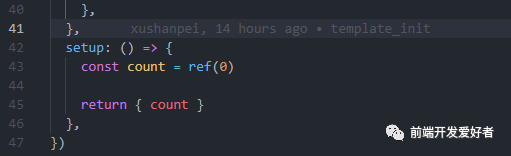 40 },
41 }, xushanpei, 14 hours ago • template_init
42 setup: () => {
43 const count = ref(0)
44
45 return { count }
46 },
47 })
前端开发爱好者